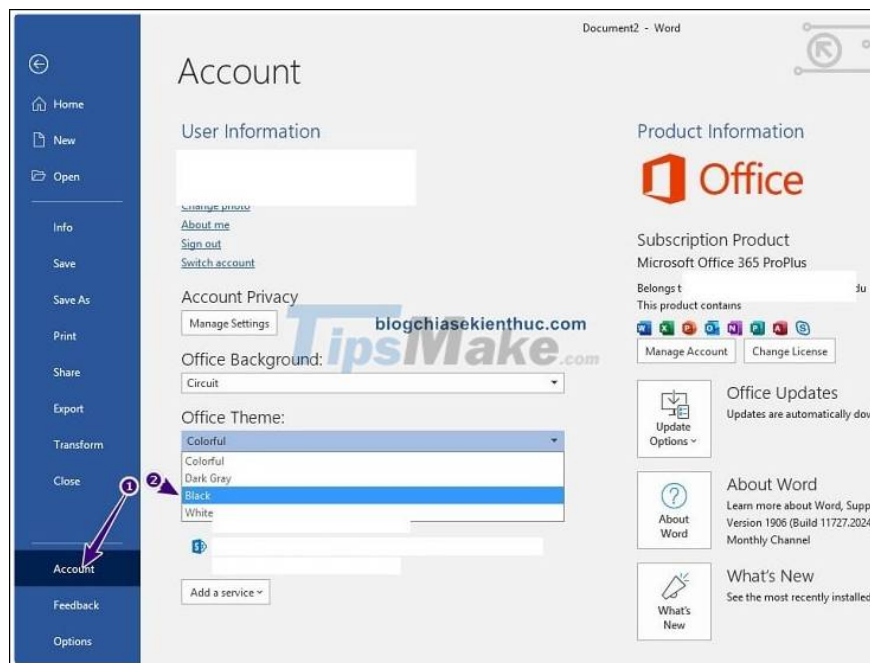 Document2 - Word
Account
Home
New
Open
Info
Save
Save As
Print
Share
Export
Transform
Close
Account
Feedback
Options
1
2
User Information
Change photo
About me
Sign out
Switch account
Account Privacy
Manage Settings
blogchiasekienthuc.com
TipsMake.com
Office Background:
Circuit
Office Theme:
Colorful
Colorful
Dark Gray
Black
White
Add a service
Product Information
Office
Subscription Product
Microsoft Office 365 ProPlus
Belongs t
du
This product contains
Manage Account
Change License
Update
Options
Office Updates
Updates are automatically
About
Word
About Word
Learn more about Word, Supp
Version 1906 (Build 11727.2024
Monthly Channel
What's
New
What's New
See the most recently installed